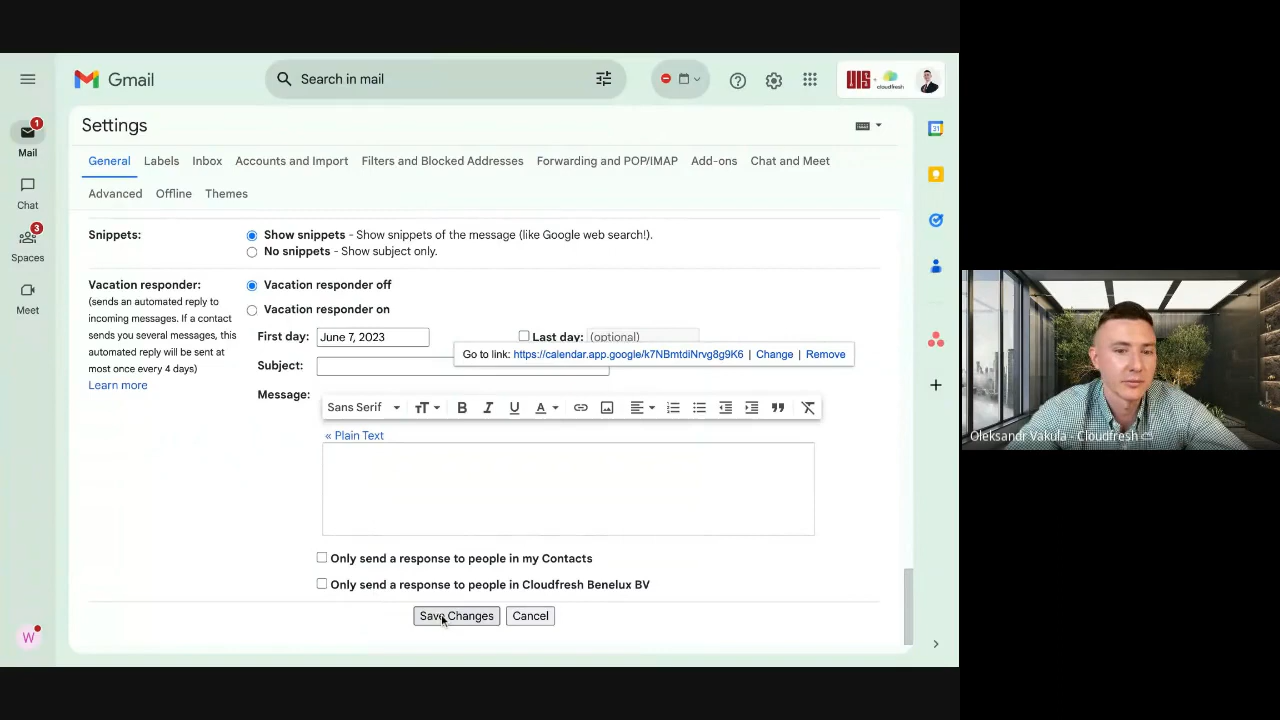 Gmail
Search in mail
UIS + cloudfresh
1
Mail
Chat
3
Spaces
Meet
W
Settings
General Labels Inbox Accounts and Import Filters and Blocked Addresses Forwarding and POP/IMAP Add-ons Chat and Meet
Advanced Offline Themes
Snippets:
Show snippets - Show snippets of the message (like Google web search!).
No snippets - Show subject only.
Vacation responder:
(sends an automated reply to
incoming messages. If a contact
sends you several messages, this
automated reply will be sent at
most once every 4 days)
Learn more
Vacation responder off
Vacation responder on
First day: June 7, 2023 Last day: (optional)
Go to link: https://calendar.app.google/k7NBmtdiNrvg8g9K6 | Change | Remove
Subject:
Message:
Sans Serif
« Plain Text
Only send a response to people in my Contacts
Only send a response to people in Cloudfresh Benelux BV
Save Changes Cancel
31
Oleksandr Vakula - Cloudfresh